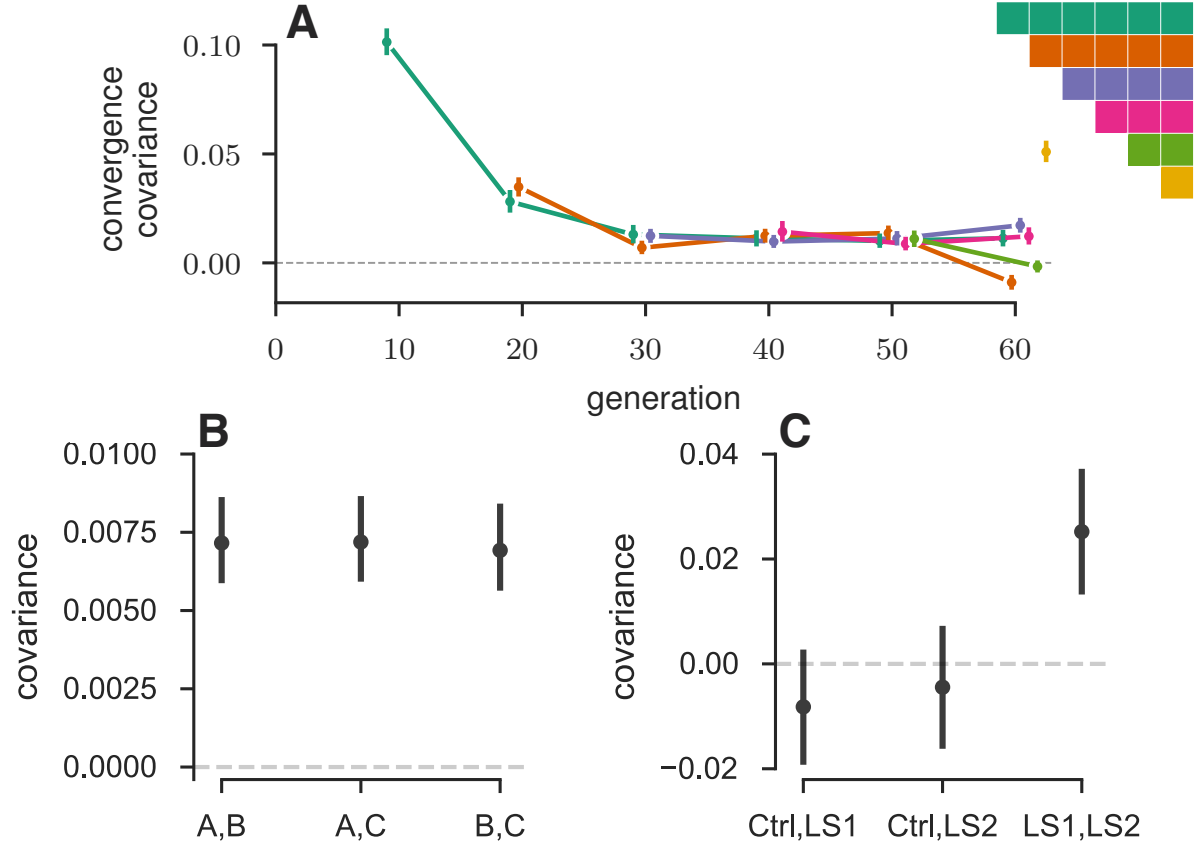 A
0.10
0.05
0.00
convergence
covariance
0 10 20 30 40 50 60
generation
B
0.0100
0.0075
0.0050
0.0025
0.0000
covariance
A,B A,C B,C
C
0.04
0.02
0.00
−0.02
covariance
Ctrl,LS1 Ctrl,LS2 LS1,LS2